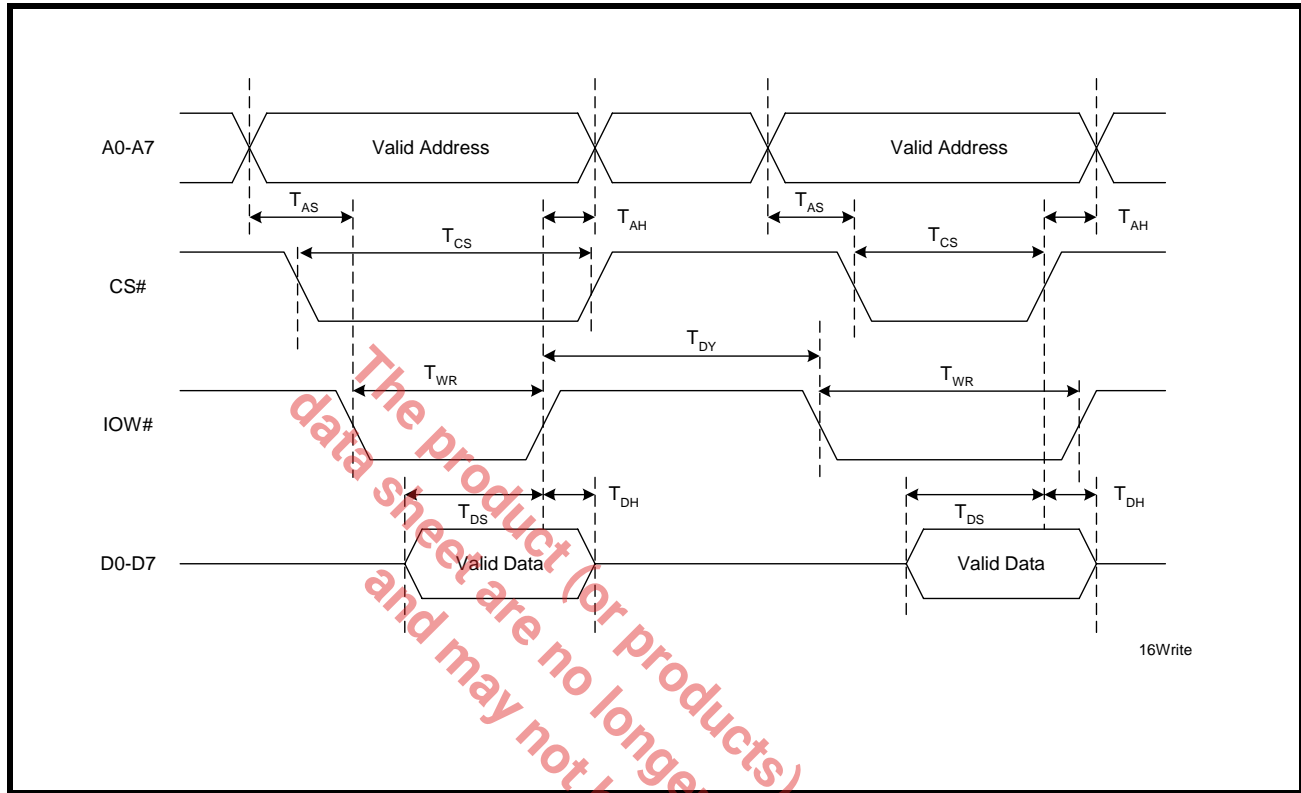 A0-A7
Valid Address
Valid Address
TAS
TAH
TAS
TAH
TCS
TCS
CS#
TDY
TWR
TWR
IOW#
TDS
TDH
TDS
TDH
D0-D7
Valid Data
Valid Data
16Write
The product (or products)
data sheet are no longer
and may not